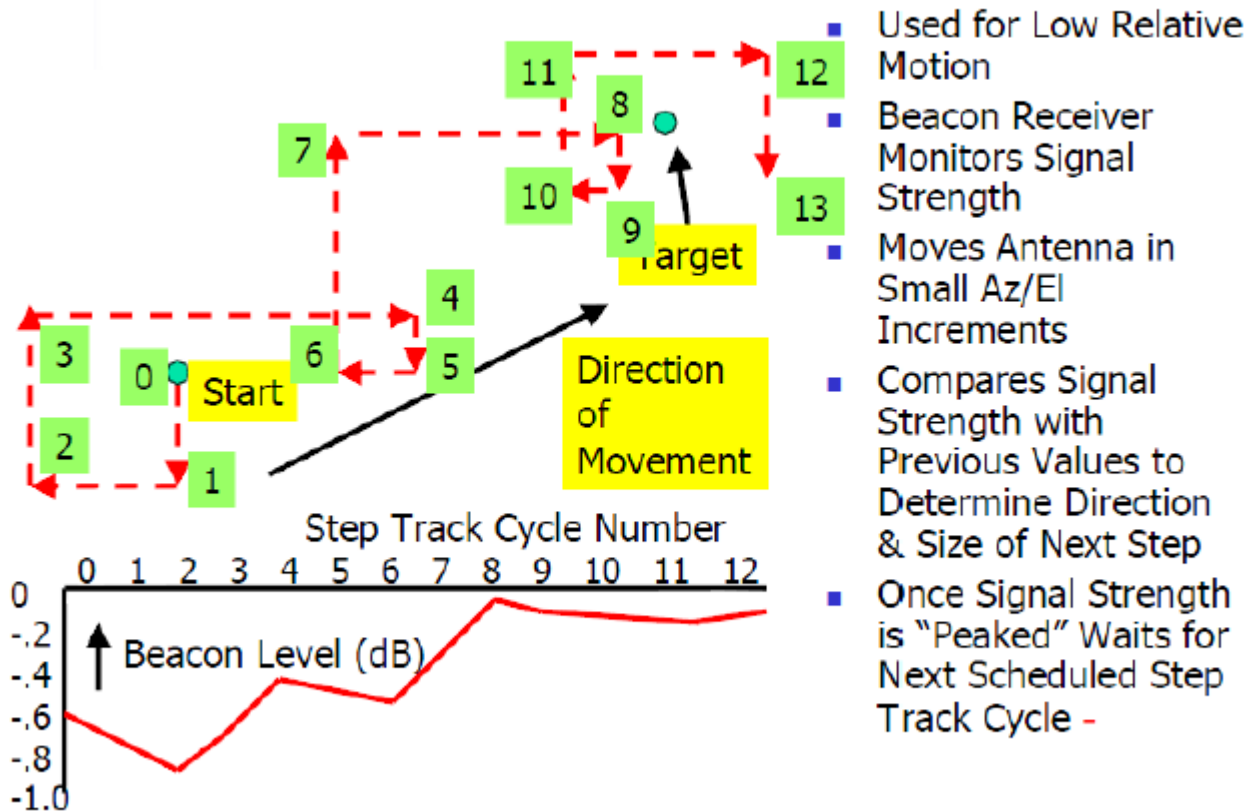 11
12
8
7
10
13
9
Target
4
3
6
5
0
Start
Direction
of
Movement
2
1
Step Track Cycle Number
0 1 2 3 4 5 6 7 8 9 10 11 12
0
-.2
Beacon Level (dB)
-.4
-.6
-.8
-1.0
▪ Used for Low Relative
Motion
▪ Beacon Receiver
Monitors Signal
Strength
▪ Moves Antenna in
Small Az/El
Increments
▪ Compares Signal
Strength with
Previous Values to
Determine Direction
& Size of Next Step
▪ Once Signal Strength
is “Peaked” Waits for
Next Scheduled Step
Track Cycle -